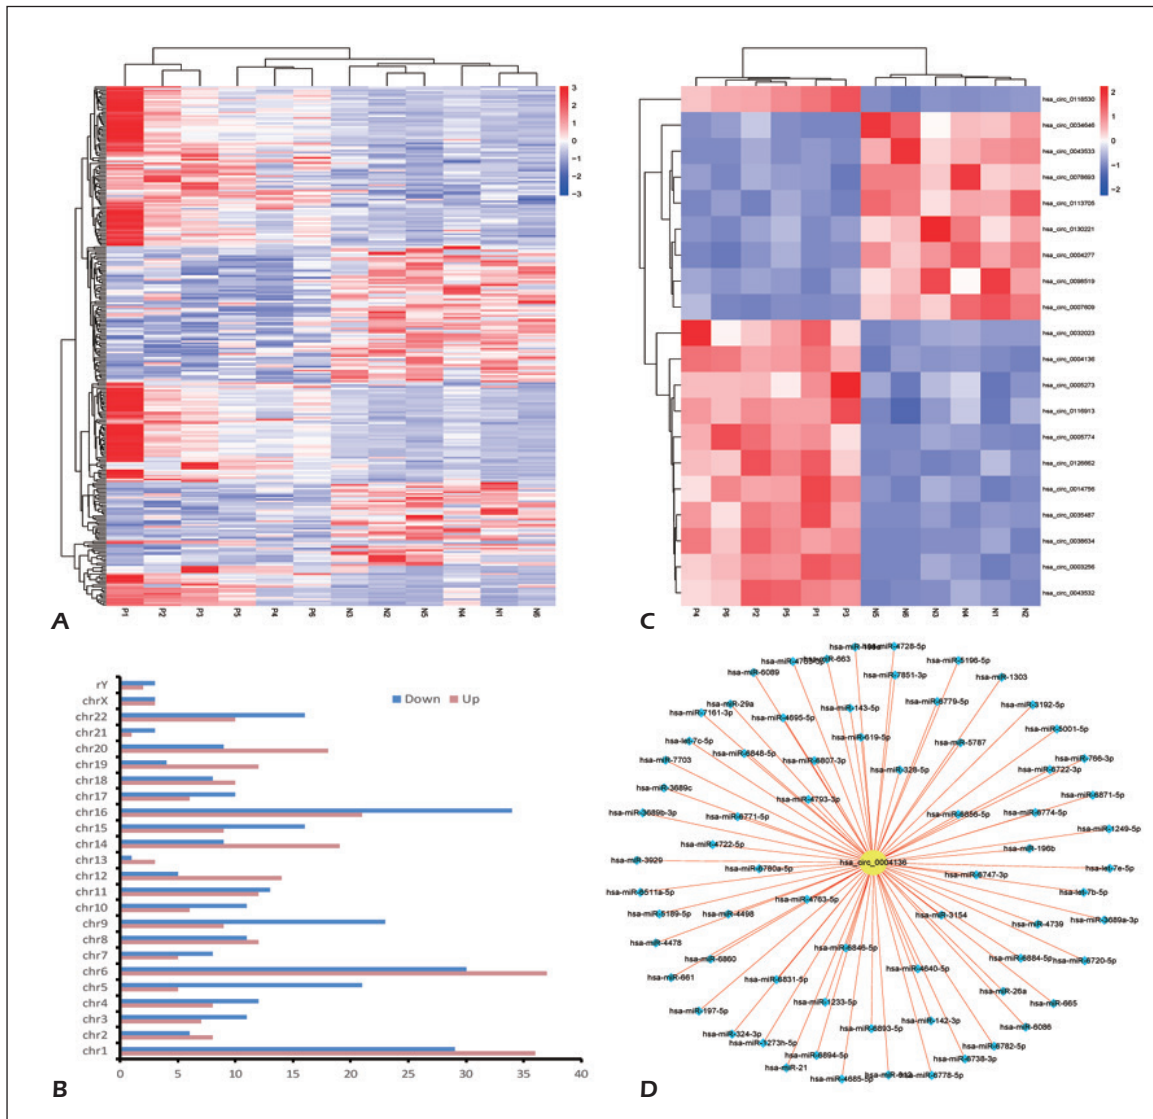 3
2
1
0
−1
−2
−3
P1
P2
P3
P5
P4
P6
N3
N2
N5
N4
N1
N6
A
2
1
0
−1
−2
hsa_circ_0118530
hsa_circ_0034646
hsa_circ_0043533
hsa_circ_0078693
hsa_circ_0113705
hsa_circ_0130221
hsa_circ_0004277
hsa_circ_0098519
hsa_circ_0007609
hsa_circ_0032023
hsa_circ_0004136
hsa_circ_0005273
hsa_circ_0116913
hsa_circ_0005774
hsa_circ_0126662
hsa_circ_0014756
hsa_circ_0035487
hsa_circ_0038634
hsa_circ_0003256
hsa_circ_0043532
P4
P6
P2
P5
P1
P3
N5
N6
N3
N4
N1
N2
C
Down Up
rY
chrX
chr22
chr21
chr20
chr19
chr18
chr17
chr16
chr15
chr14
chr13
chr12
chr11
chr10
chr9
chr8
chr7
chr6
chr5
chr4
chr3
chr2
chr1
0 5 10 15 20 25 30 35 40
B
hsa-miR-4728-5p
hsa-miR-663
hsa-miR-5196-5p
hsa-miR-6089
hsa-miR-7851-3p
hsa-miR-1303
hsa-miR-29a
hsa-miR-143-5p
hsa-miR-6779-5p
hsa-miR-3192-5p
hsa-miR-7161-3p
hsa-miR-4695-5p
hsa-miR-5001-5p
hsa-let-7c-5p
hsa-miR-619-5p
hsa-miR-5787
hsa-miR-6848-5p
hsa-miR-6807-3p
hsa-miR-766-3p
hsa-miR-7703
hsa-miR-326-5p
hsa-miR-6722-3p
hsa-miR-3689c
hsa-miR-4793-3p
hsa-miR-6871-5p
hsa-miR-3689b-3p
hsa-miR-6771-5p
hsa-miR-6856-5p
hsa-miR-6774-5p
hsa-miR-1249-5p
hsa-miR-4722-5p
hsa-miR-196b
hsa-miR-3929
hsa_circ_0004136
hsa-miR-6780a-5p
hsa-miR-6747-3p
hsa-let-7e-5p
hsa-miR-6511a-5p
hsa-miR-4763-5p
hsa-let-7b-5p
hsa-miR-5189-5p
hsa-miR-4498
hsa-miR-3154
hsa-miR-4739
hsa-miR-3689a-3p
hsa-miR-4478
hsa-miR-6846-5p
hsa-miR-6860
hsa-miR-6884-5p
hsa-miR-6720-5p
hsa-miR-661
hsa-miR-6831-5p
hsa-miR-4640-5p
hsa-miR-26a
hsa-miR-197-5p
hsa-miR-1233-5p
hsa-miR-665
hsa-miR-324-3p
hsa-miR-6893-5p
hsa-miR-142-3p
hsa-miR-6086
hsa-miR-1273h-5p
hsa-miR-6894-5p
hsa-miR-6782-5p
hsa-miR-6738-3p
hsa-miR-21
hsa-miR-4685-5p
hsa-miR-6778-5p
D